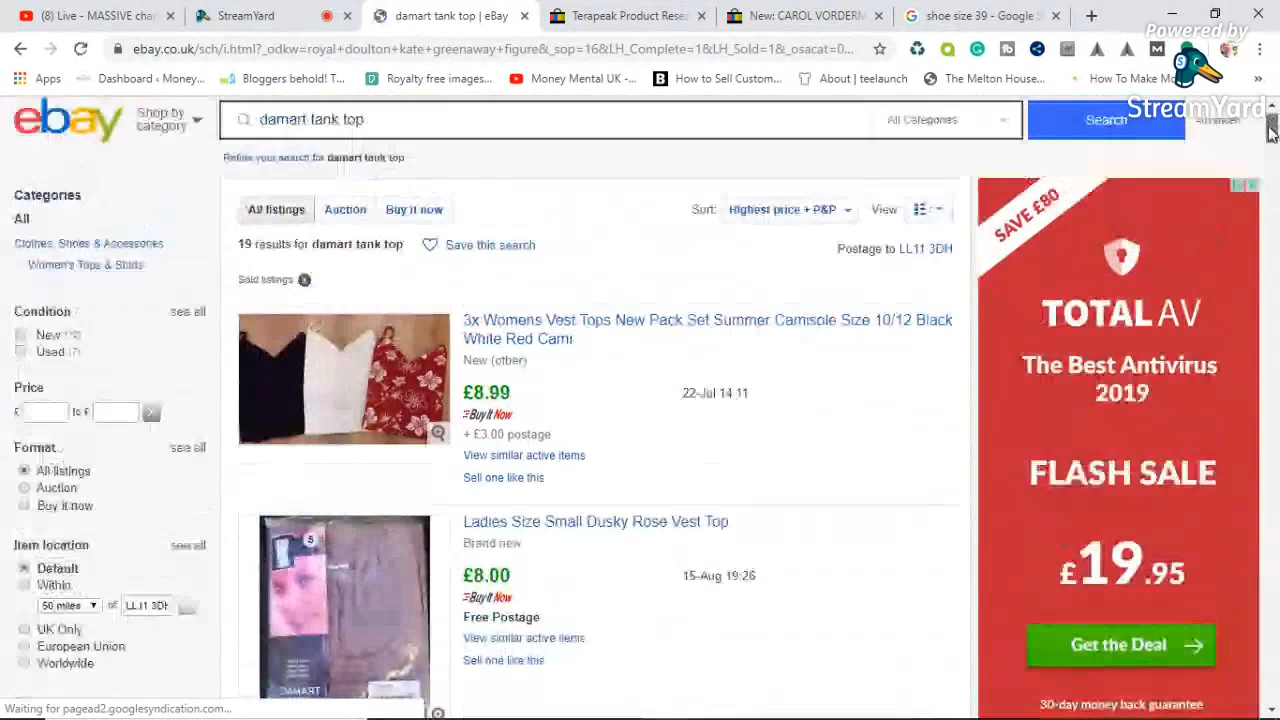 (8) Live - MASSIVE chan
StreamYard
damart tank top | eBay
Terapeak Product Resea
New: CAROL VORDERM
shoe size 39 - Google S
Powered by
StreamYard
ebay.co.uk/sch/i.html?_odkw=royal+doulton+kate+greenaway+figure&_sop=16&LH_Complete=1&LH_Sold=1&_osacat=0...
Apps
Dashboard ‹ Money...
Bloggers behold! T...
Royalty free images...
Money Mental UK -...
How to Sell Custom...
About | teelaunch
The Melton House...
How To Make Mo
ebay
Shop by
category
damart tank top
All Categories
Search
Advanced
Refine your search for damart tank top
Categories
All
Clothes, Shoes & Accessories
Women's Tops & Shirts
Condition
see all
New
Used
Price
£
to £
Format
see all
All listings
Auction
Buy it now
Item location
see all
Default
Within
50 miles
of
LL11 3DH
UK Only
European Union
Worldwide
All listings
Auction
Buy it now
Sort:
Highest price + P&P
View
19 results for damart tank top
Save this search
Postage to LL11 3DH
Sold listings
3x Womens Vest Tops New Pack Set Summer Camisole Size 10/12 Black
White Red Cami
New (other)
£8.99
22-Jul 14:11
Buy It Now
+ £3.00 postage
View similar active items
Sell one like this
Ladies Size Small Dusky Rose Vest Top
Brand new
£8.00
15-Aug 19:26
Buy It Now
Free Postage
View similar active items
Sell one like this
S
DAMART
SAVE £80
TOTAL AV
The Best Antivirus
2019
FLASH SALE
£19.95
Get the Deal
30-day money back guarantee
Waiting for pagead2.googlesyndication.com...